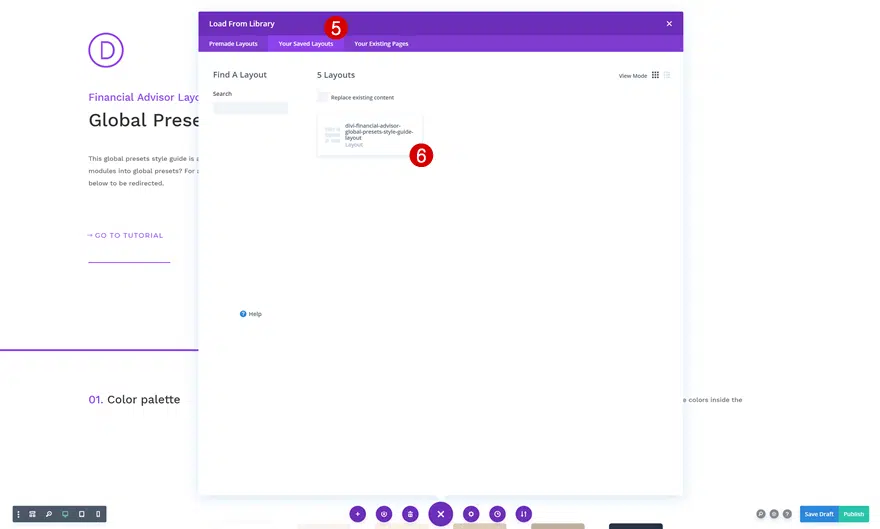 Load From Library
5
Premade Layouts
Your Saved Layouts
Your Existing Pages
D
Find A Layout
5 Layouts
View Mode
Search
Replace existing content
Financial Advisor Layo
Global Prese
divi-financial-advisor-
global-presets-style-guide-
layout
Layout
6
This global presets style guide is a
modules into global presets? For a
below to be redirected.
→ GO TO TUTORIAL
Help
01. Color palette
e colors inside the
Save Draft
Publish